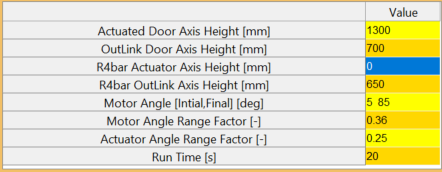 Value
Actuated Door Axis Height [mm] 1300
OutLink Door Axis Height [mm] 700
R4bar Actuator Axis Height [mm] 0
R4bar OutLink Axis Height [mm] 650
Motor Angle [Intial,Final] [deg] 5 85
Motor Angle Range Factor [-] 0.36
Actuator Angle Range Factor [-] 0.25
Run Time [s] 20